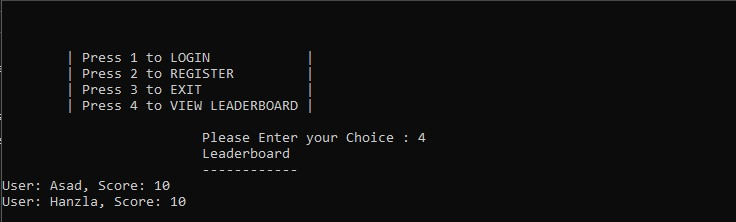 | Press 1 to LOGIN |
| Press 2 to REGISTER |
| Press 3 to EXIT |
| Press 4 to VIEW LEADERBOARD |
Please Enter your Choice : 4
Leaderboard
------------
User: Asad, Score: 10
User: Hanzla, Score: 10